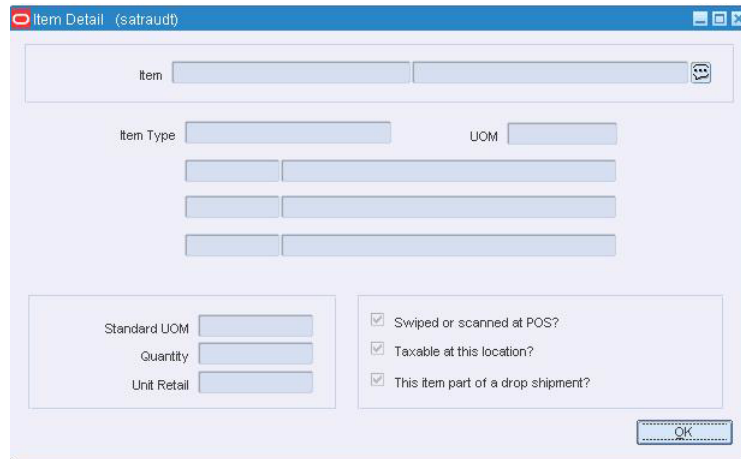 Item Detail (satraudt)
Item
Item Type UOM
Standard UOM
Quantity
Unit Retail
Swiped or scanned at POS?
Taxable at this location?
This item part of a drop shipment?
OK